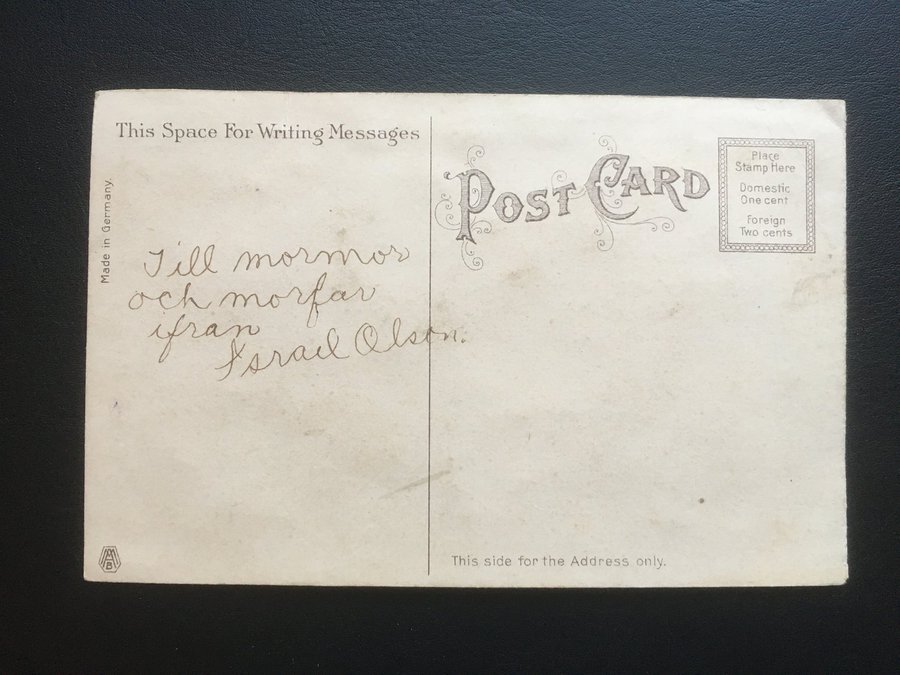 This Space For Writing Messages
Made in Germany.
Till mormor
och morfar
ifran
Israel Olson.
POST CARD
Place
Stamp Here
Domestic
One cent
Foreign
Two cents
This side for the Address only.